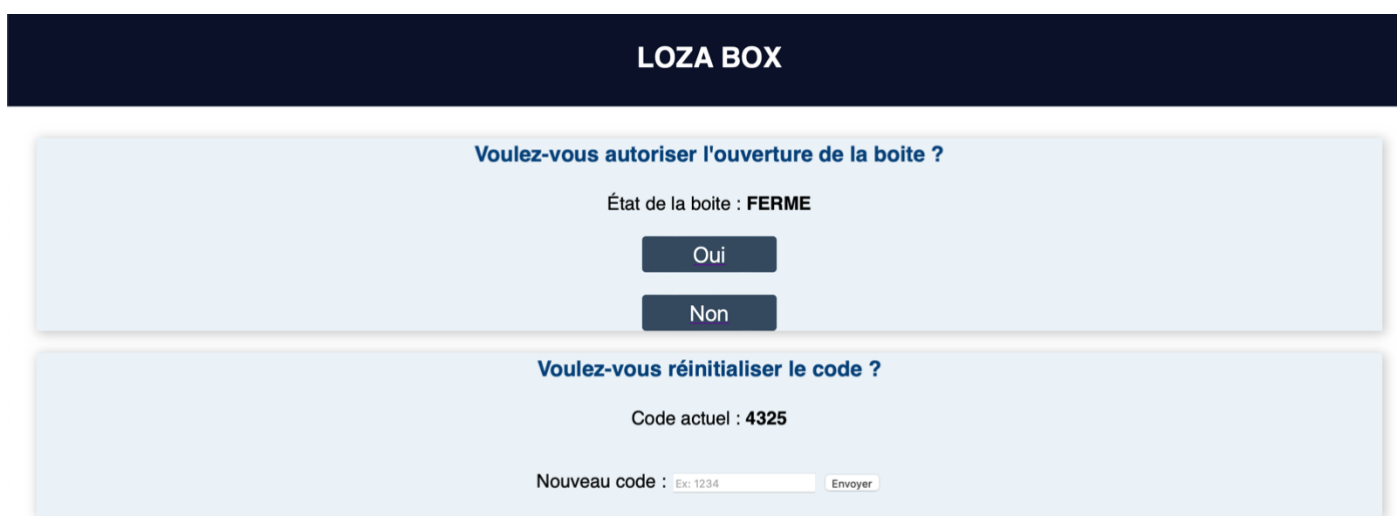 LOZA BOX
Voulez-vous autoriser l'ouverture de la boite ?
État de la boite : FERME
Oui
Non
Voulez-vous réinitialiser le code ?
Code actuel : 4325
Nouveau code : Ex: 1234 Envoyer